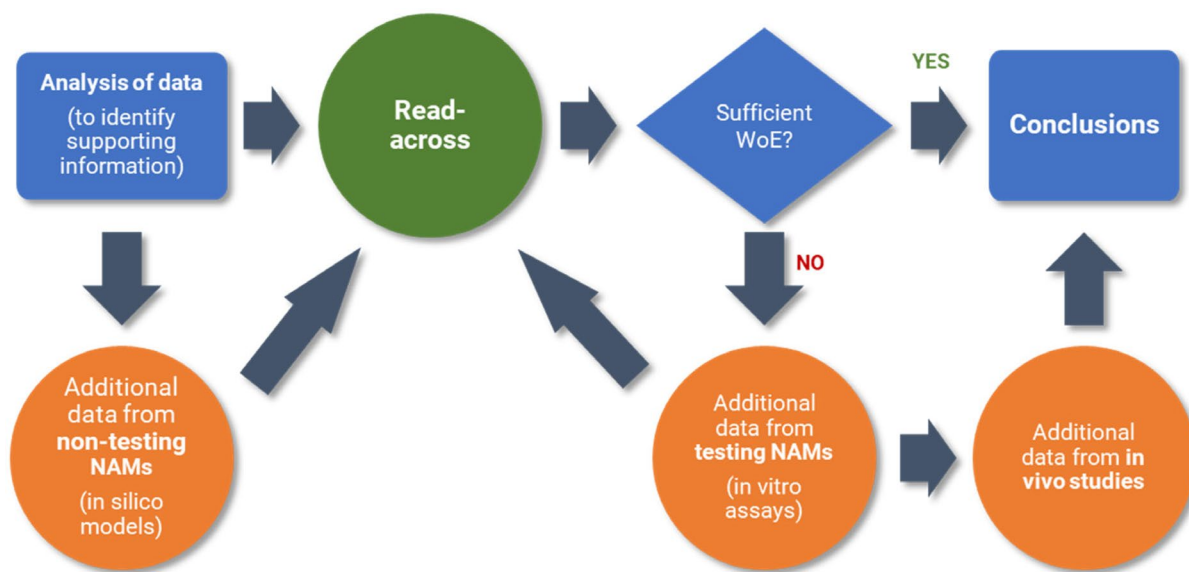 Analysis of data
(to identify
supporting
information)
Read-
across
Sufficient
WoE?
YES
Conclusions
NO
Additional
data from
non-testing
NAMs
(in silico
models)
Additional
data from
testing NAMs
(in vitro
assays)
Additional
data from in
vivo studies